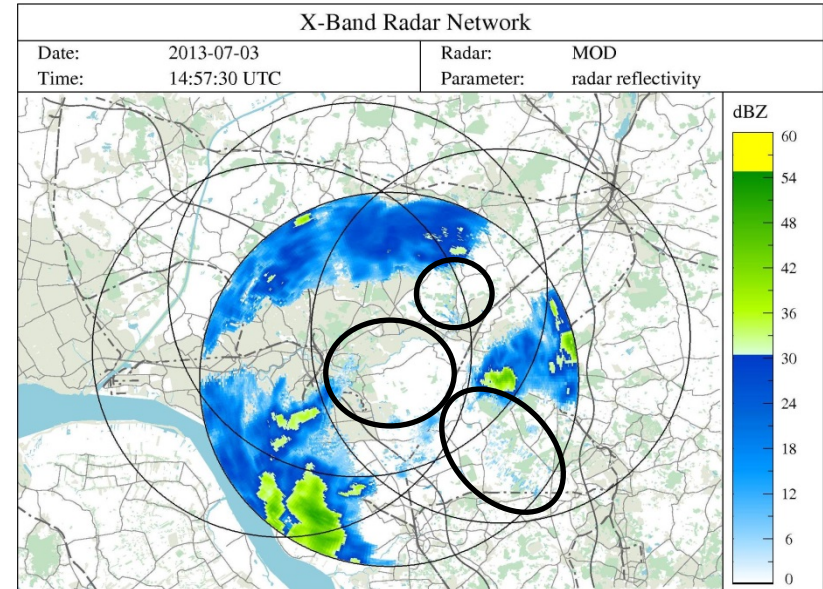 X-Band Radar Network
Date: 2013-07-03 Radar: MOD
Time: 14:57:30 UTC Parameter: radar reflectivity
dBZ
60
54
48
42
36
30
24
18
12
6
0